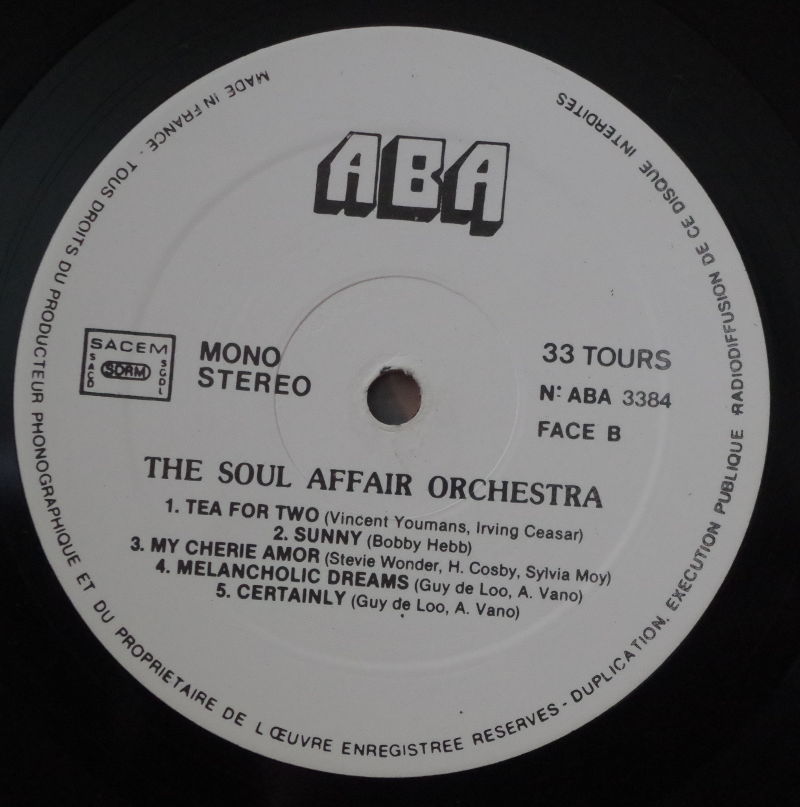 ABA
MADE IN FRANCE · TOUS DROITS DU PRODUCTEUR PHONOGRAPHIQUE ET DU PROPRIETAIRE DE L'ŒUVRE ENREGISTREE RESERVES - DUPLICATION. EXECUTION PUBLIQUE RADIODIFFUSION DE CE DISQUE INTERDITES
SACEM
SACD
SDRM
SGDL
MONO
STEREO
33 TOURS
N: ABA 3384
FACE B
THE SOUL AFFAIR ORCHESTRA
1. TEA FOR TWO (Vincent Youmans, Irving Ceasar)
2. SUNNY (Bobby Hebb)
3. MY CHERIE AMOR (Stevie Wonder, H. Cosby, Sylvia Moy)
4. MELANCHOLIC DREAMS (Guy de Loo, A. Vano)
5. CERTAINLY (Guy de Loo, A. Vano)